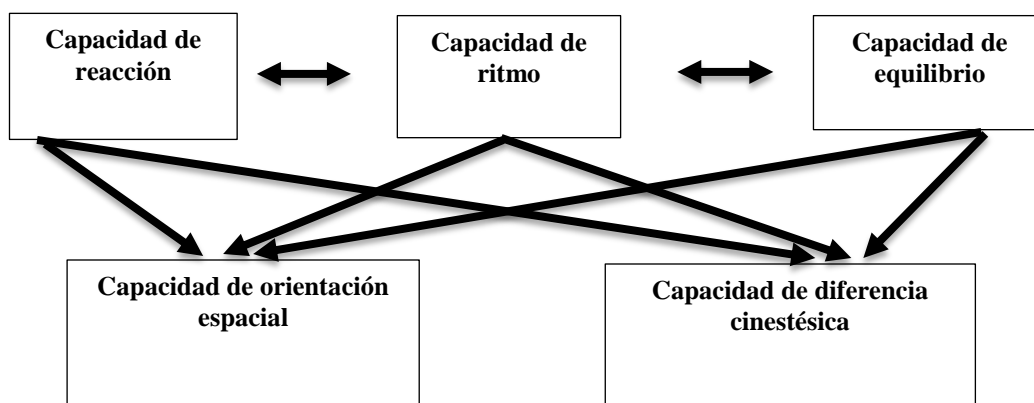 Capacidad de
reacción
Capacidad de
ritmo
Capacidad de
equilibrio
Capacidad de orientación
espacial
Capacidad de diferencia
cinestésica